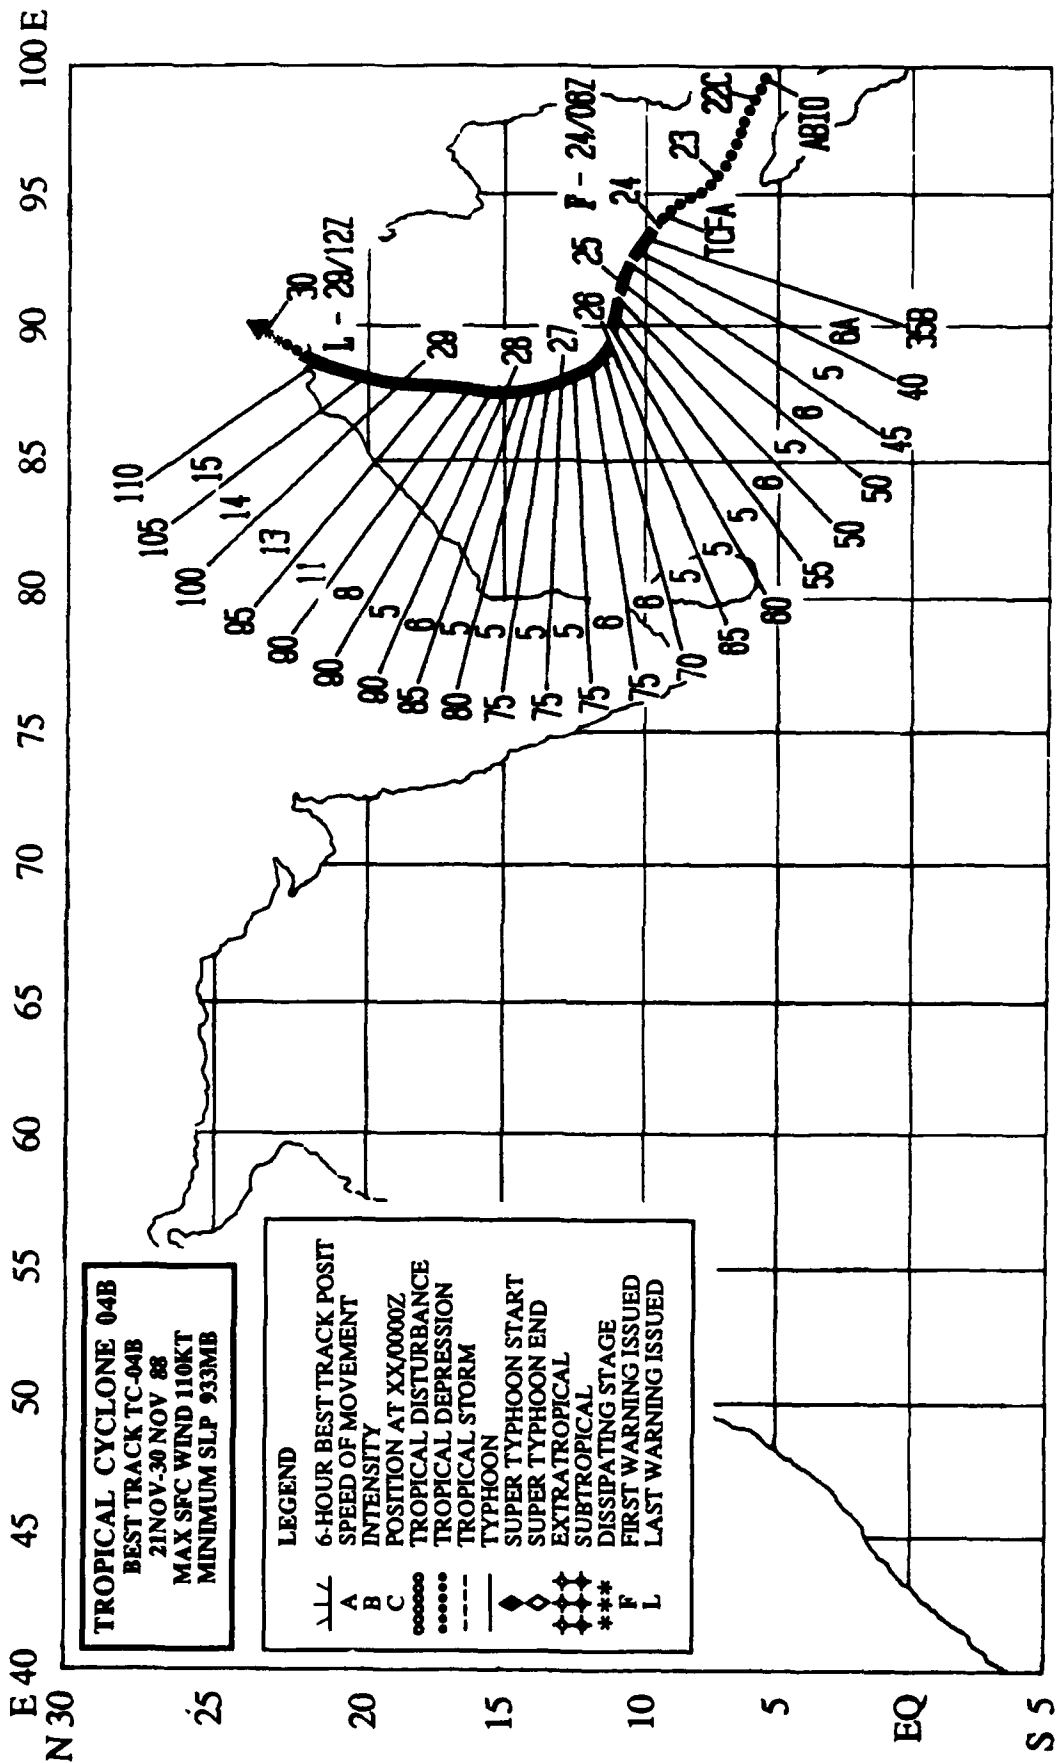 TROPICAL CYCLONE 04B
BEST TRACK TC-04B
21NOV-30 NOV 88
MAX SFC WIND 110KT
MINIMUM SLP 933MB
LEGEND
6-HOUR BEST TRACK POSIT
A SPEED OF MOVEMENT
B INTENSITY
C POSITION AT XX/0000Z
TROPICAL DISTURBANCE
TROPICAL DEPRESSION
TROPICAL STORM
TYPHOON
SUPER TYPHOON START
SUPER TYPHOON END
EXTRATROPICAL
SUBTROPICAL
*** DISSIPATING STAGE
F FIRST WARNING ISSUED
L LAST WARNING ISSUED
E 40 45 50 55 60 65 70 75 80 85 90 95 100 E
N 30
25
20
15
10
5
EQ
S 5
30
L - 29/12Z
29
28
27
26
25
24
F - 24/08Z
23
22C
TCFA
ABIO
110
105
100
95
90
90
90
85
80
75
75
75
75
70
65
60
55
50
50
45
40
35B
15
14
13
11
8
5
6
5
5
5
5
6
6
5
5
5
6
5
6
5
6A